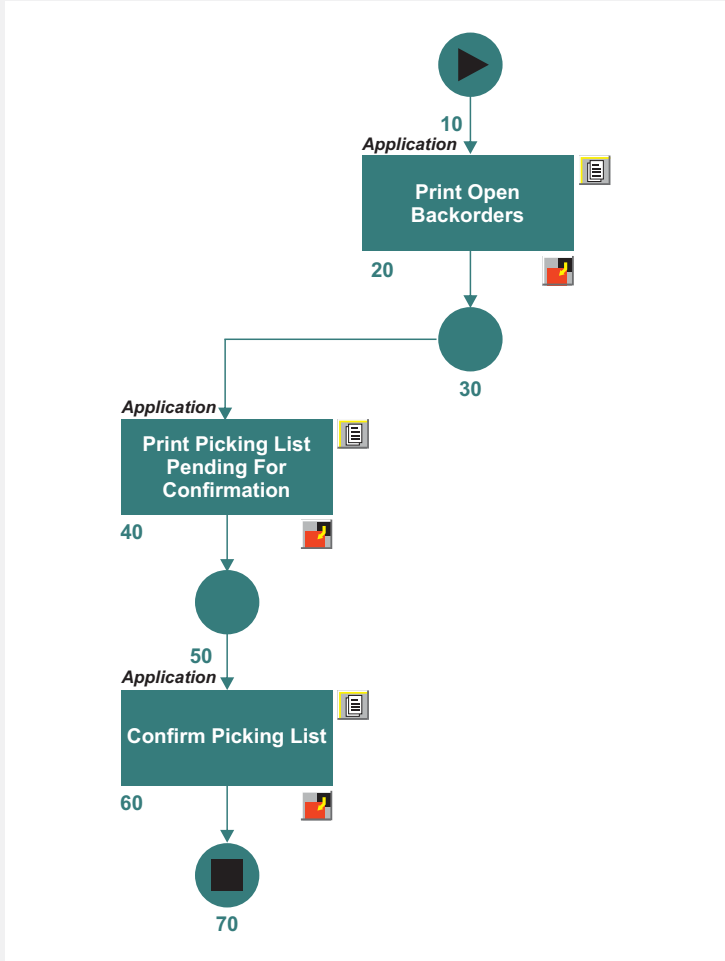 10
Application
Print Open
Backorders
20
30
Application
Print Picking List
Pending For
Confirmation
40
50
Application
Confirm Picking List
60
70